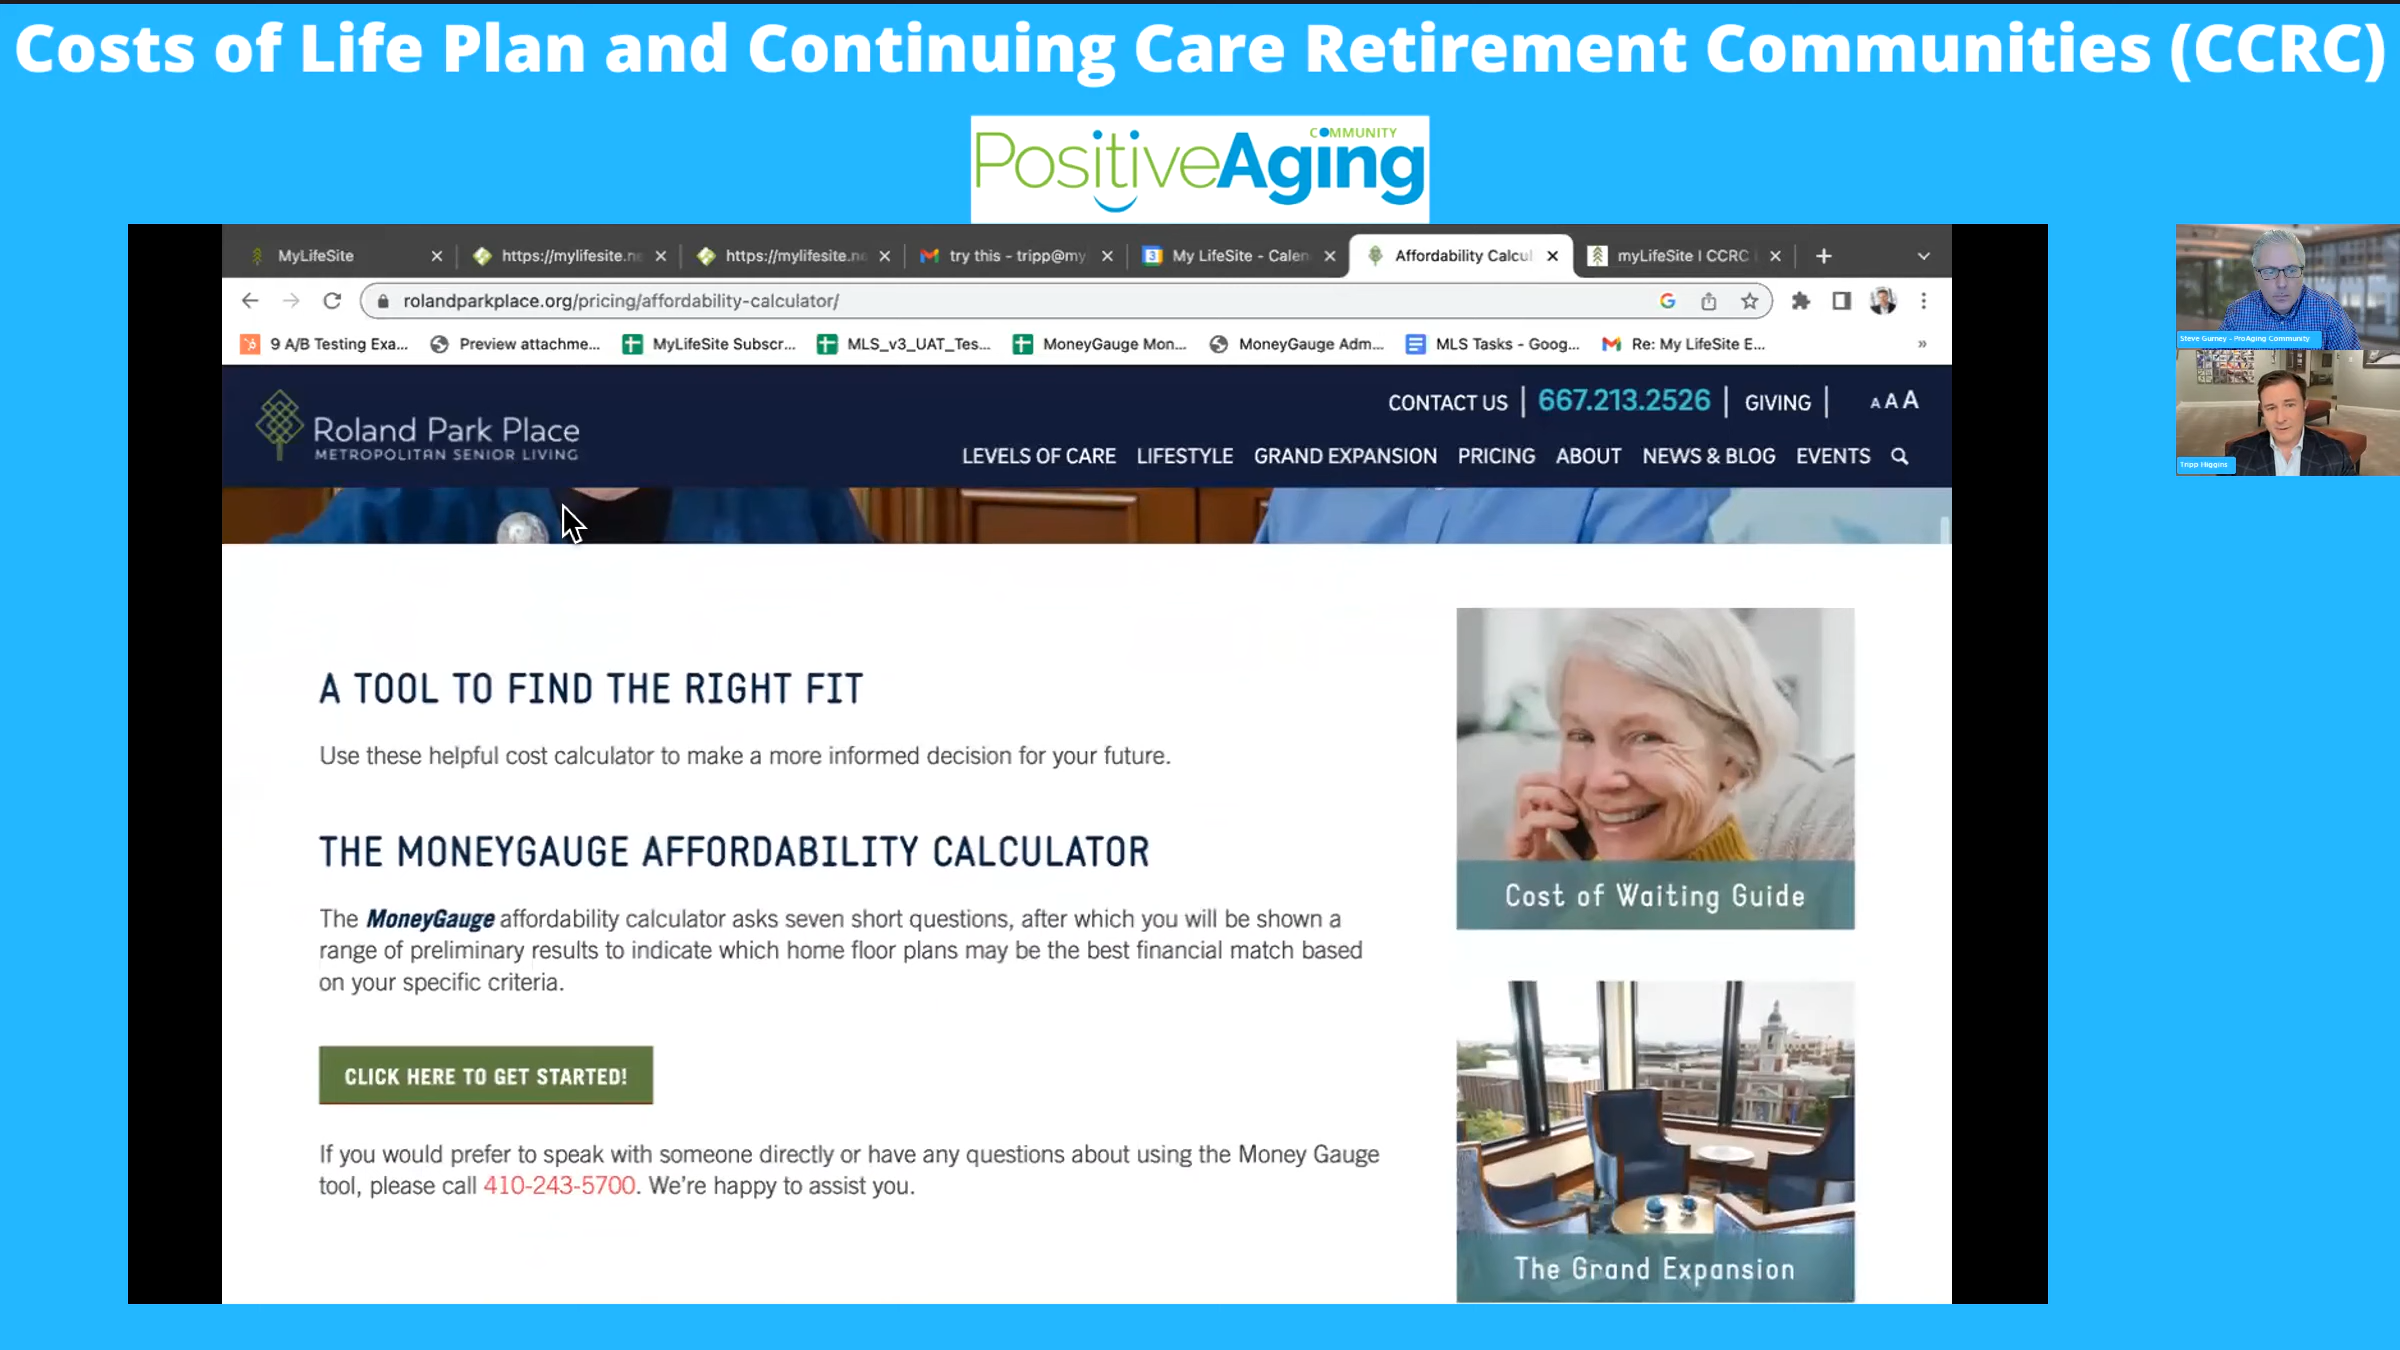 Costs of Life Plan and Continuing Care Retirement Communities (CCRC)
COMMUNITY
PositiveAging
MyLifeSite
https://mylifesite.ne
https://mylifesite.ne
try this - tripp@my
My LifeSite - Calen
Affordability Calcul
myLifeSite I CCRC
rolandparkplace.org/pricing/affordability-calculator/
9 A/B Testing Exa...
Preview attachme...
MyLifeSite Subscr...
MLS_v3_UAT_Tes...
MoneyGauge Mon...
MoneyGauge Adm...
MLS Tasks - Goog...
Re: My LifeSite E...
»
Steve Gurney - ProAging Community
Tripp Higgins
Roland Park Place
METROPOLITAN SENIOR LIVING
CONTACT US | 667.213.2526 | GIVING | A A A
LEVELS OF CARE LIFESTYLE GRAND EXPANSION PRICING ABOUT NEWS & BLOG EVENTS
A TOOL TO FIND THE RIGHT FIT
Use these helpful cost calculator to make a more informed decision for your future.
THE MONEYGAUGE AFFORDABILITY CALCULATOR
The MoneyGauge affordability calculator asks seven short questions, after which you will be shown a
range of preliminary results to indicate which home floor plans may be the best financial match based
on your specific criteria.
CLICK HERE TO GET STARTED!
If you would prefer to speak with someone directly or have any questions about using the Money Gauge
tool, please call 410-243-5700. We're happy to assist you.
Cost of Waiting Guide
The Grand Expansion